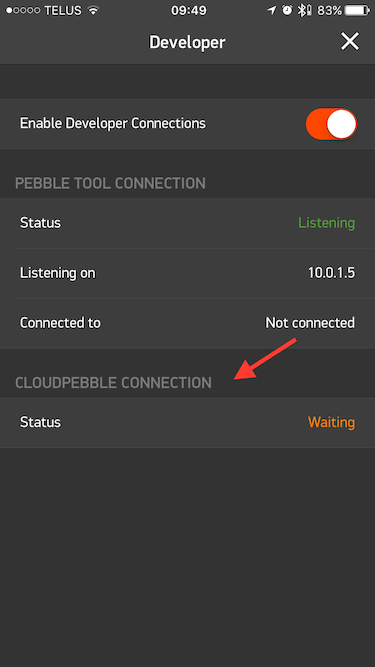 TELUS 09:49 83%
Developer
Enable Developer Connections
PEBBLE TOOL CONNECTION
Status Listening
Listening on 10.0.1.5
Connected to Not connected
CLOUDPEBBLE CONNECTION
Status Waiting